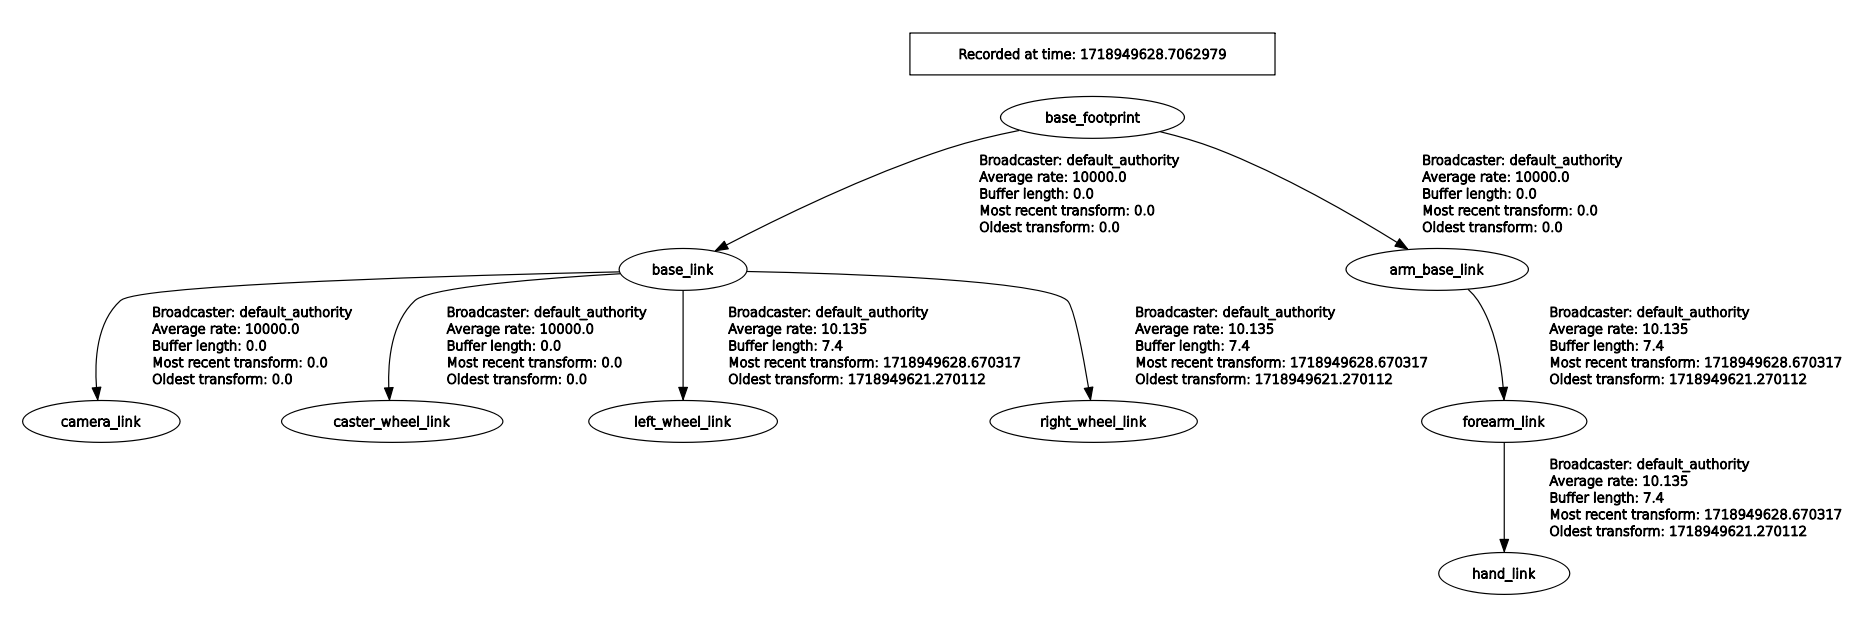 Recorded at time: 1718949628.7062979
base_footprint
Broadcaster: default_authority
Average rate: 10000.0
Buffer length: 0.0
Most recent transform: 0.0
Oldest transform: 0.0
Broadcaster: default_authority
Average rate: 10000.0
Buffer length: 0.0
Most recent transform: 0.0
Oldest transform: 0.0
base_link
arm_base_link
Broadcaster: default_authority
Average rate: 10000.0
Buffer length: 0.0
Most recent transform: 0.0
Oldest transform: 0.0
Broadcaster: default_authority
Average rate: 10000.0
Buffer length: 0.0
Most recent transform: 0.0
Oldest transform: 0.0
Broadcaster: default_authority
Average rate: 10.135
Buffer length: 7.4
Most recent transform: 1718949628.670317
Oldest transform: 1718949621.270112
Broadcaster: default_authority
Average rate: 10.135
Buffer length: 7.4
Most recent transform: 1718949628.670317
Oldest transform: 1718949621.270112
Broadcaster: default_authority
Average rate: 10.135
Buffer length: 7.4
Most recent transform: 1718949628.670317
Oldest transform: 1718949621.270112
camera_link
caster_wheel_link
left_wheel_link
right_wheel_link
forearm_link
Broadcaster: default_authority
Average rate: 10.135
Buffer length: 7.4
Most recent transform: 1718949628.670317
Oldest transform: 1718949621.270112
hand_link